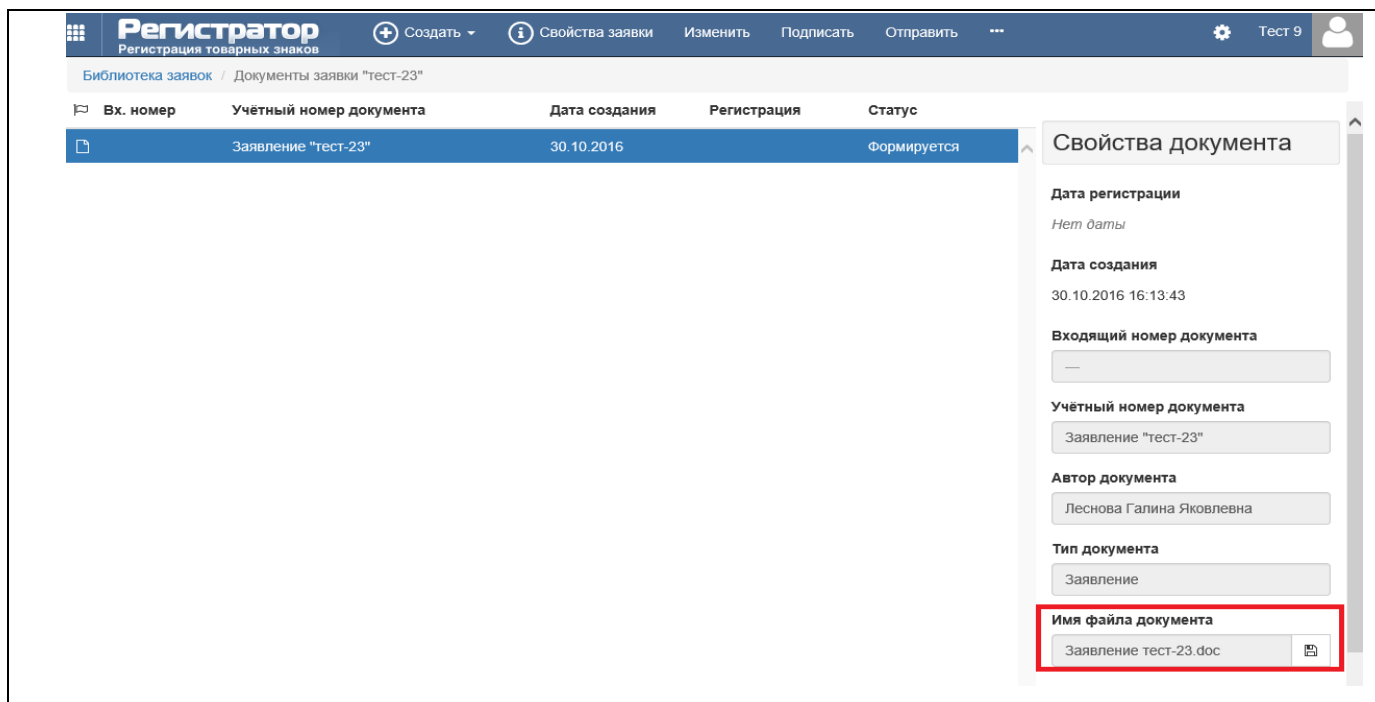 Регистратор
Регистрация товарных знаков
Создать Свойства заявки Изменить Подписать Отправить ••• Тест 9
Библиотека заявок / Документы заявки "тест-23"
Вх. номер Учётный номер документа Дата создания Регистрация Статус
Заявление "тест-23" 30.10.2016 Формируется
Свойства документа
Дата регистрации
Нет даты
Дата создания
30.10.2016 16:13:43
Входящий номер документа
—
Учётный номер документа
Заявление "тест-23"
Автор документа
Леснова Галина Яковлевна
Тип документа
Заявление
Имя файла документа
Заявление тест-23.doc